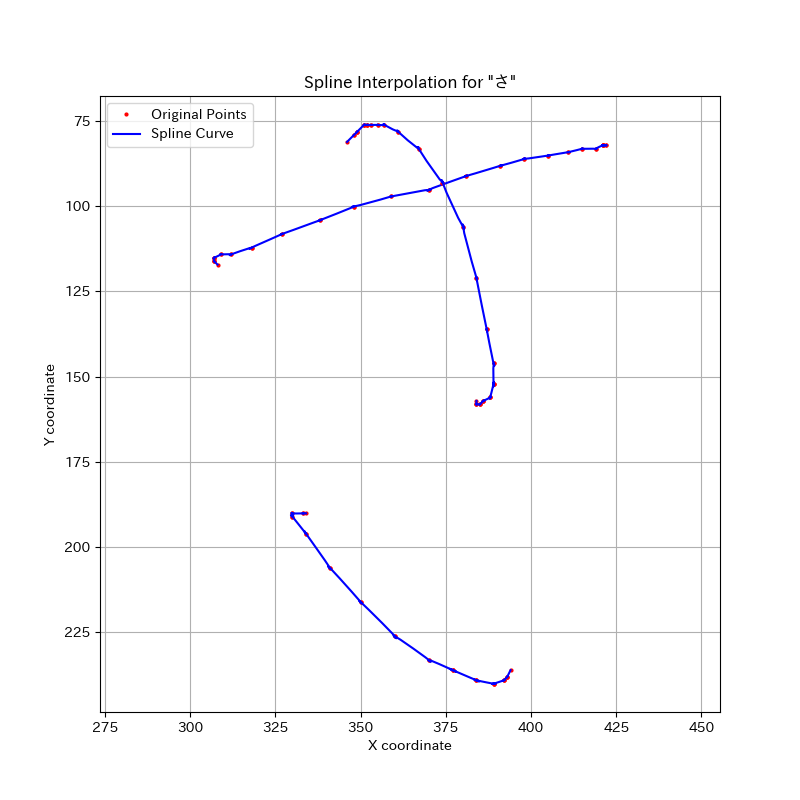 Spline Interpolation for "さ"
Original Points
Spline Curve
Y coordinate
75
100
125
150
175
200
225
275 300 325 350 375 400 425 450
X coordinate